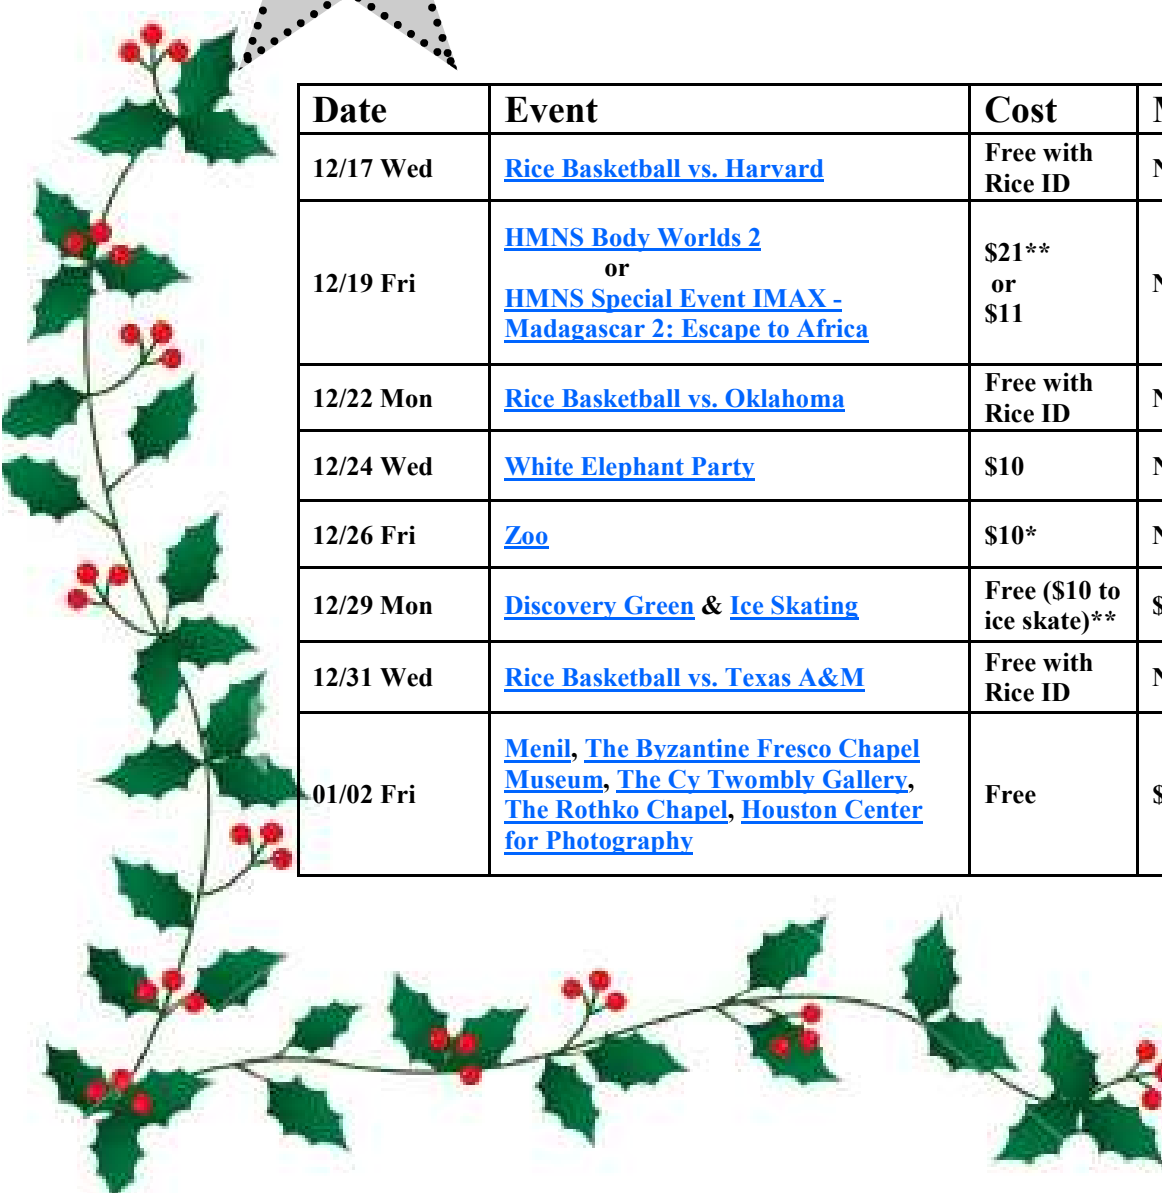 Date Event Cost
12/17 Wed Rice Basketball vs. Harvard Free with
Rice ID
12/19 Fri HMNS Body Worlds 2
or
HMNS Special Event IMAX -
Madagascar 2: Escape to Africa
$21**
or
$11
12/22 Mon Rice Basketball vs. Oklahoma Free with
Rice ID
12/24 Wed White Elephant Party $10
12/26 Fri Zoo $10*
12/29 Mon Discovery Green & Ice Skating Free ($10 to
ice skate)** $
12/31 Wed Rice Basketball vs. Texas A&M Free with
Rice ID
01/02 Fri Menil, The Byzantine Fresco Chapel
Museum, The Cy Twombly Gallery,
The Rothko Chapel, Houston Center
for Photography
Free $